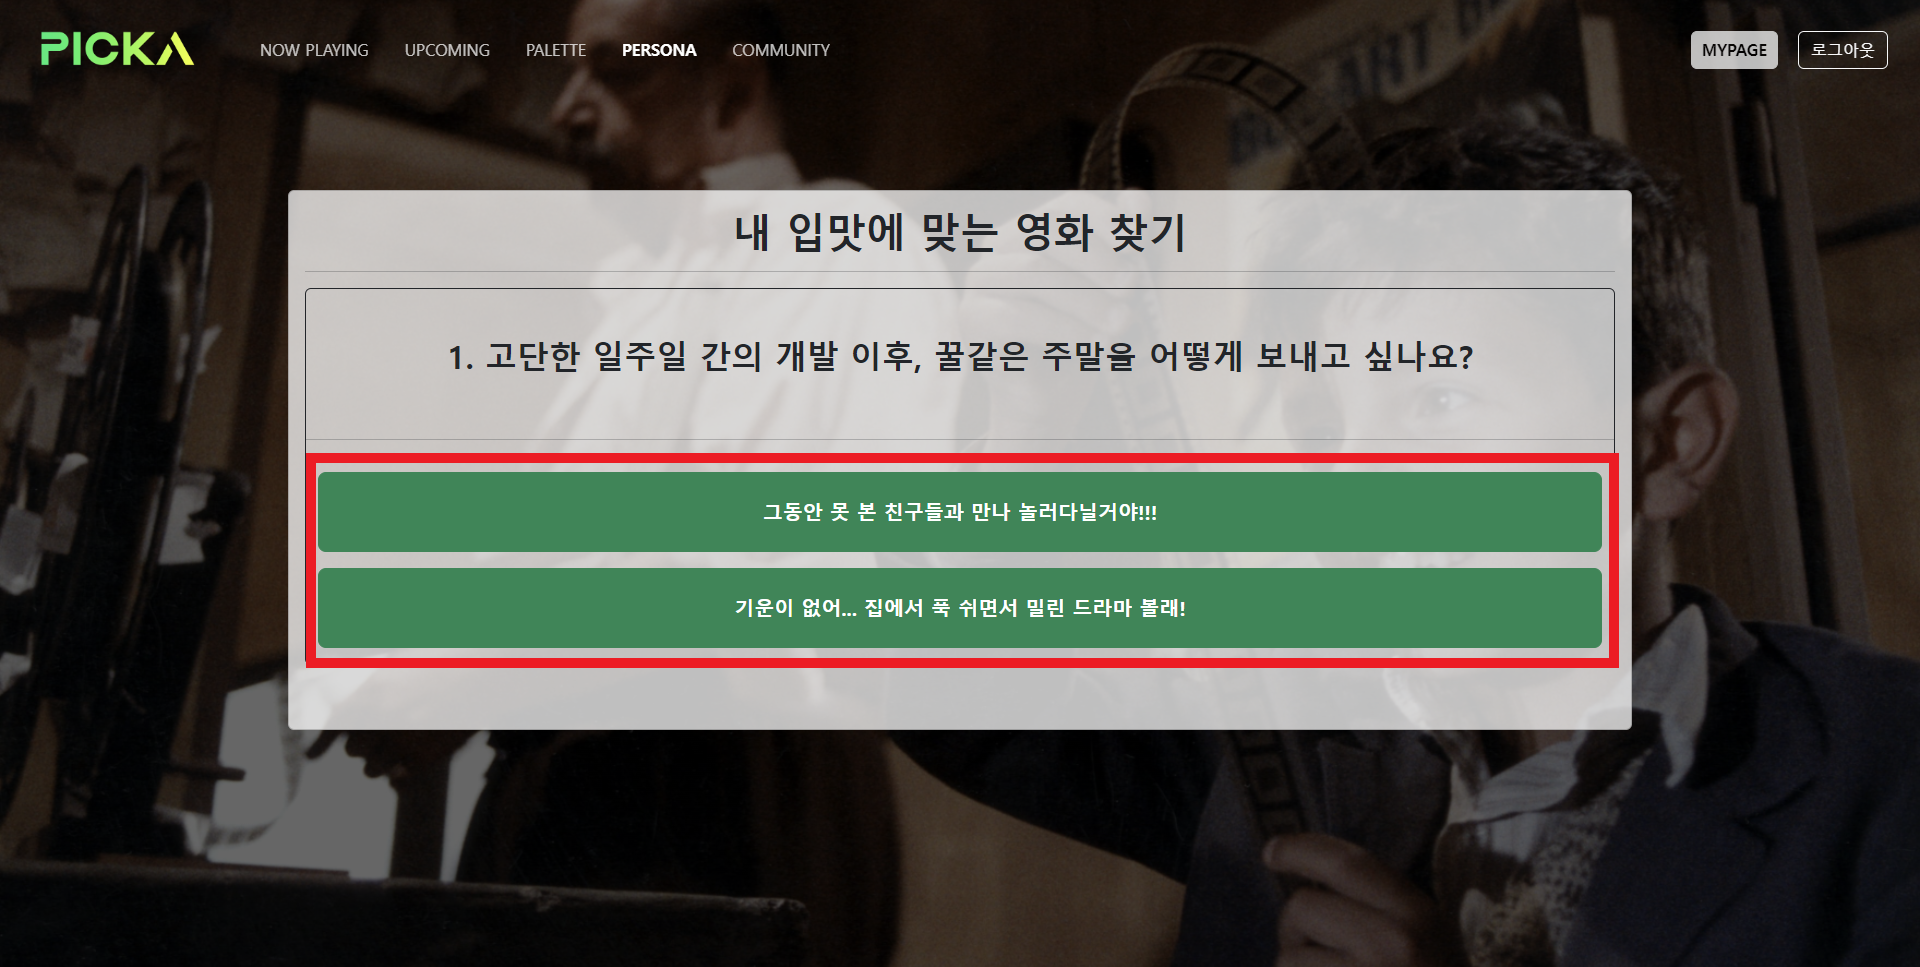 PICKA
NOW PLAYING UPCOMING PALETTE PERSONA COMMUNITY MYPAGE 로그아웃
내 입맛에 맞는 영화 찾기
1. 고단한 일주일 간의 개발 이후, 꿀같은 주말을 어떻게 보내고 싶나요?
그동안 못 본 친구들과 만나 놀러다닐거야!!!
기운이 없어... 집에서 푹 쉬면서 밀린 드라마 볼래!